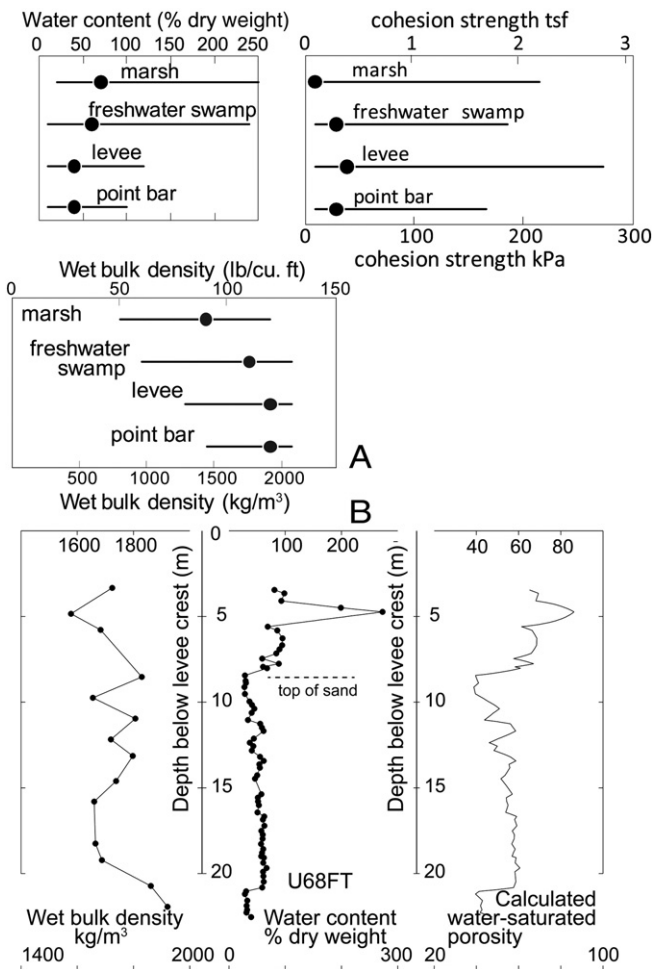 Water content (% dry weight)
0 50 100 150 200 250
marsh
freshwater swamp
levee
point bar
cohesion strength tsf
0 1 2 3
marsh
freshwater swamp
levee
point bar
0 100 200 300
cohesion strength kPa
Wet bulk density (lb/cu. ft)
0 50 100 150
marsh
freshwater
swamp
levee
point bar
500 1000 1500 2000
Wet bulk density (kg/m³)
A
B
1600 1800
Wet bulk density
kg/m³
1400 2000
Depth below levee crest (m)
0
5
10
15
20
100 200
top of sand
U68FT
Water content
% dry weight
0 300
Depth below levee crest (m)
5
10
15
20
40 60 80
Calculated
water-saturated
porosity
20 100